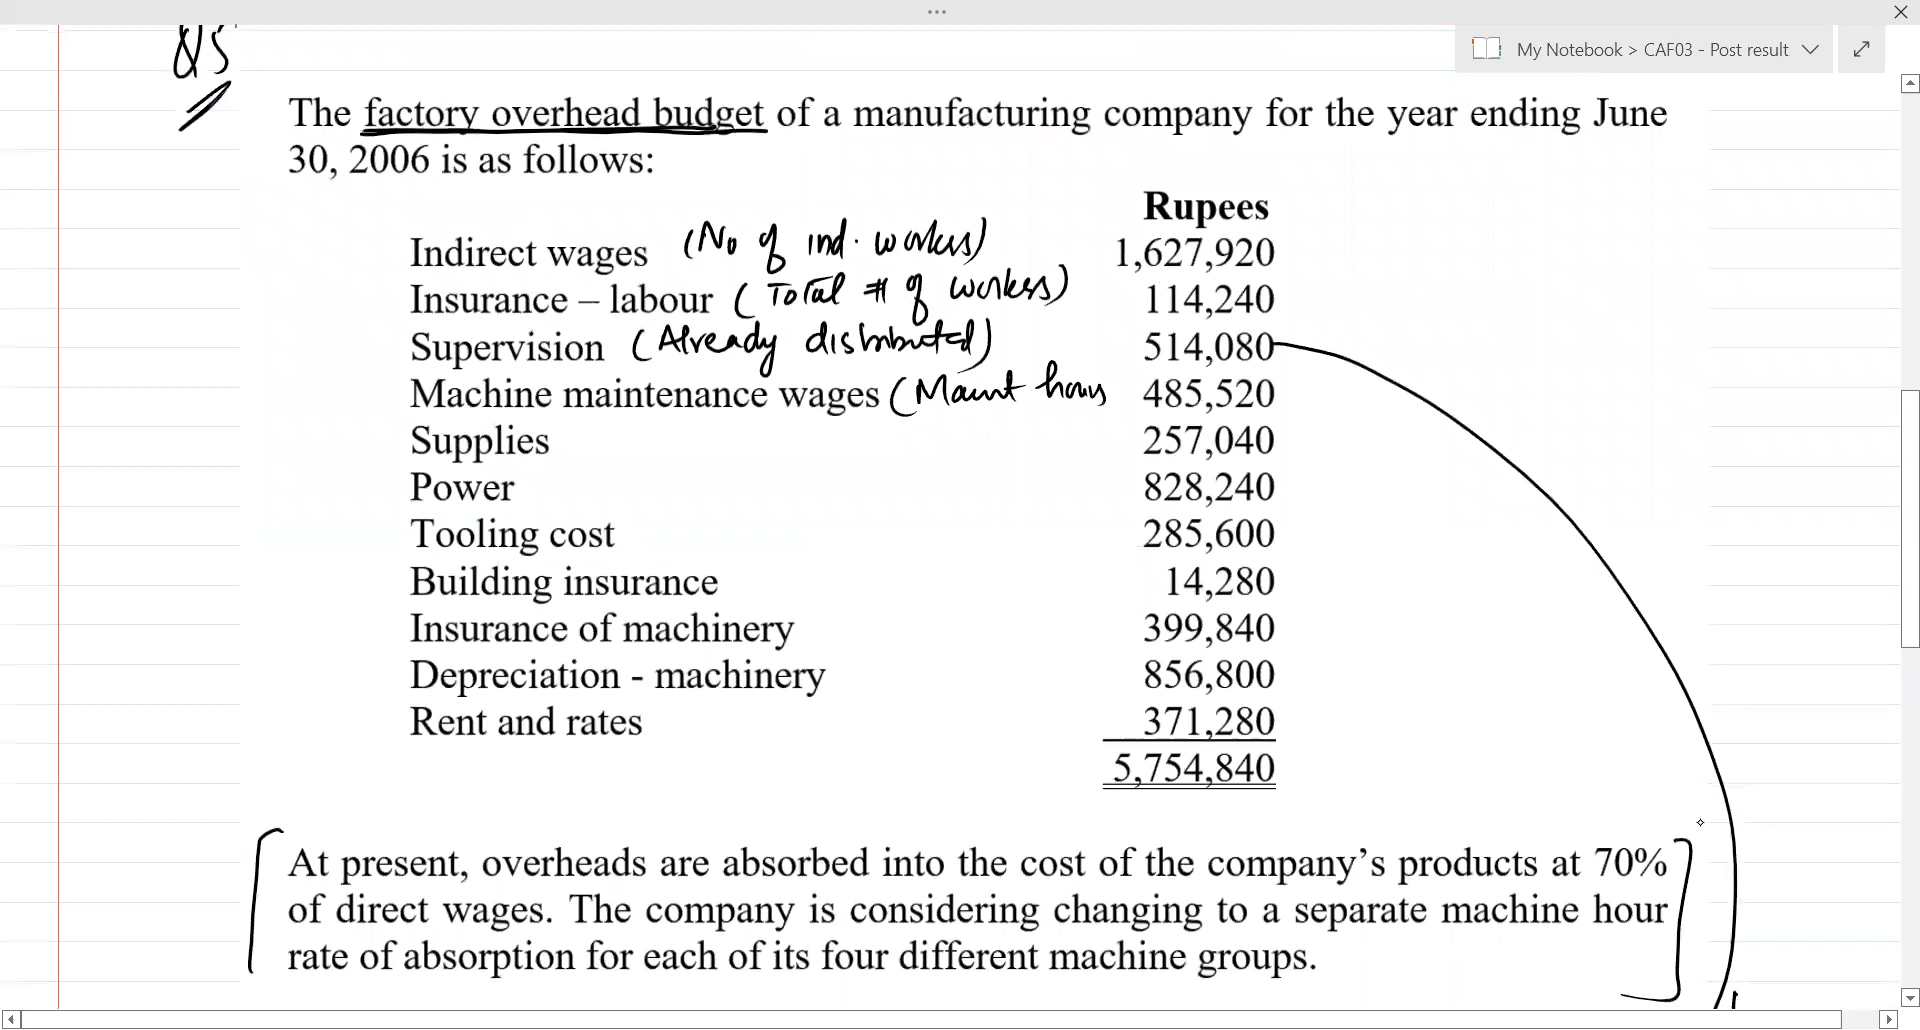 ...
My Notebook > CAF03 - Post result
Q5
The factory overhead budget of a manufacturing company for the year ending June
30, 2006 is as follows:
Rupees
Indirect wages (No of ind. workers) 1,627,920
Insurance – labour (Total # of workers) 114,240
Supervision (Already distributed) 514,080
Machine maintenance wages (Maint hours 485,520
Supplies 257,040
Power 828,240
Tooling cost 285,600
Building insurance 14,280
Insurance of machinery 399,840
Depreciation - machinery 856,800
Rent and rates 371,280
5,754,840
At present, overheads are absorbed into the cost of the company’s products at 70%
of direct wages. The company is considering changing to a separate machine hour
rate of absorption for each of its four different machine groups.